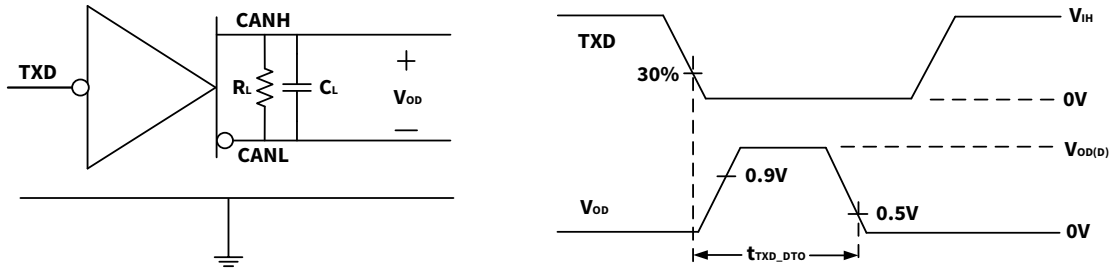 CANH
TXD
RL
CL
+
VOD
—
CANL
TXD
VIH
30%
0V
VOD(D)
0.9V
VOD
0.5V
0V
tTXD_DTO